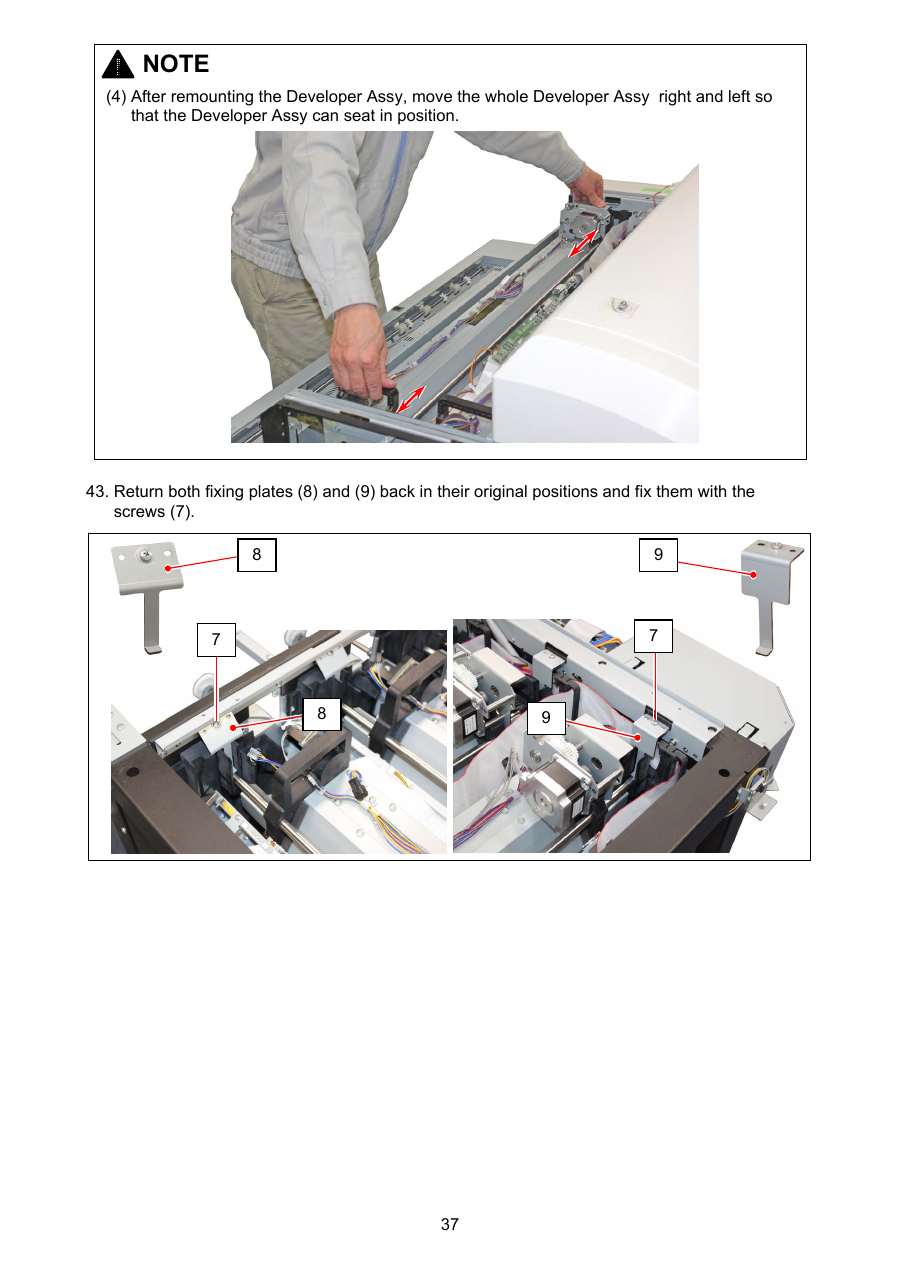 NOTE
(4) After remounting the Developer Assy, move the whole Developer Assy right and left so
that the Developer Assy can seat in position.
43. Return both fixing plates (8) and (9) back in their original positions and fix them with the
screws (7).
8
9
7
7
8
9
37